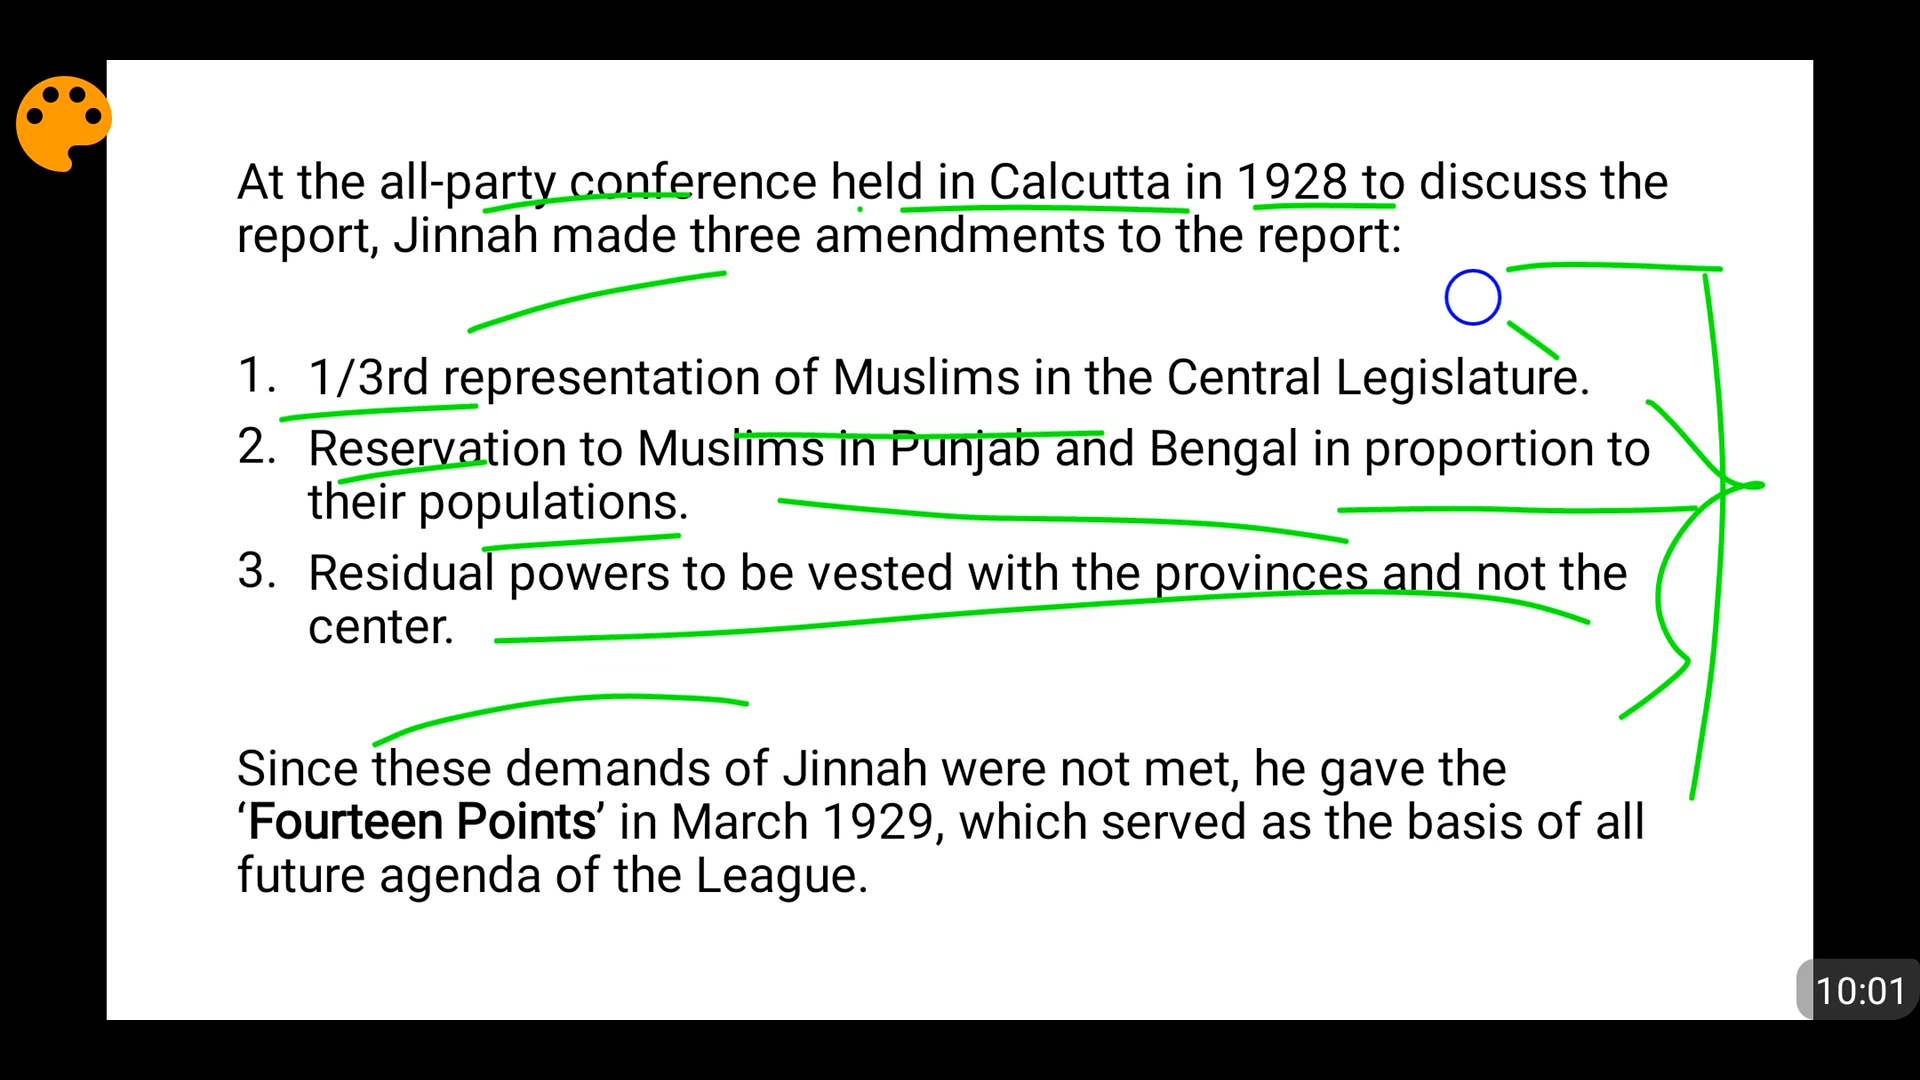 At the all-party conference held in Calcutta in 1928 to discuss the
report, Jinnah made three amendments to the report:
1. 1/3rd representation of Muslims in the Central Legislature.
2. Reservation to Muslims in Punjab and Bengal in proportion to
their populations.
3. Residual powers to be vested with the provinces and not the
center.
Since these demands of Jinnah were not met, he gave the
‘Fourteen Points’ in March 1929, which served as the basis of all
future agenda of the League.
10:01